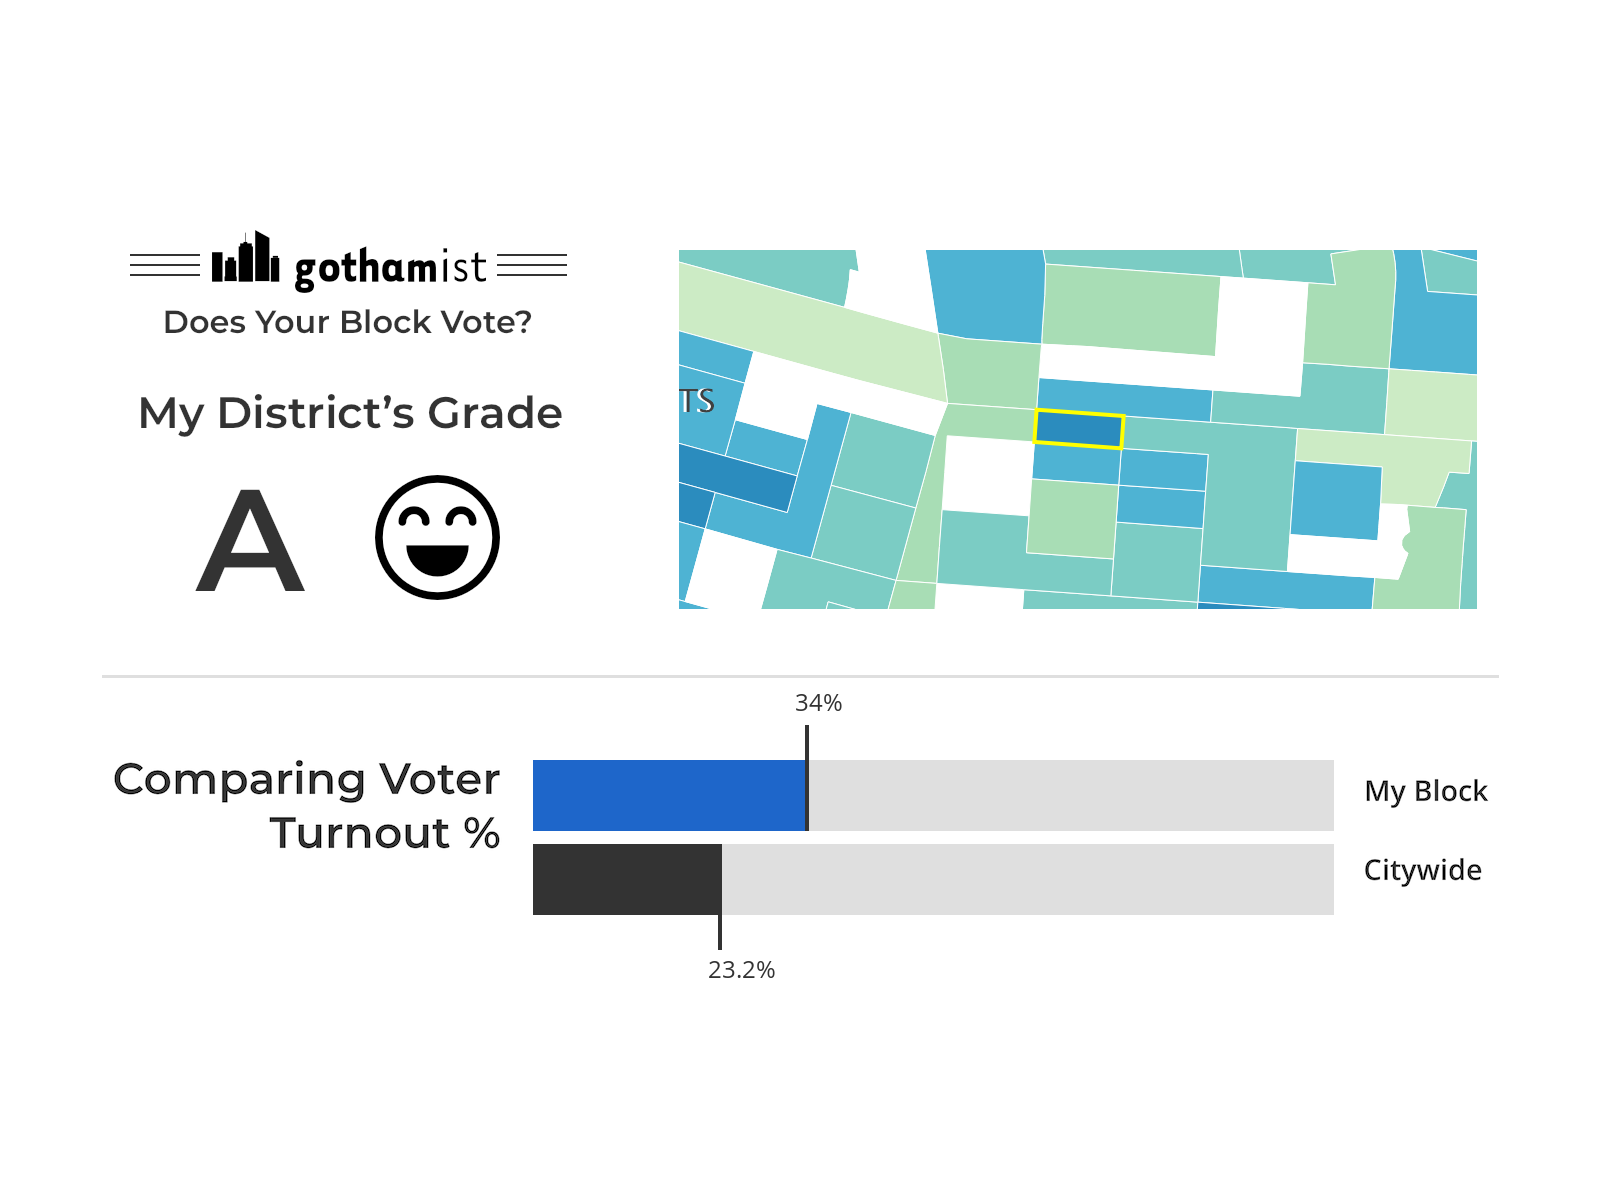 gothamist
Does Your Block Vote?
My District’s Grade
A
TS
34%
Comparing Voter
Turnout %
My Block
Citywide
23.2%